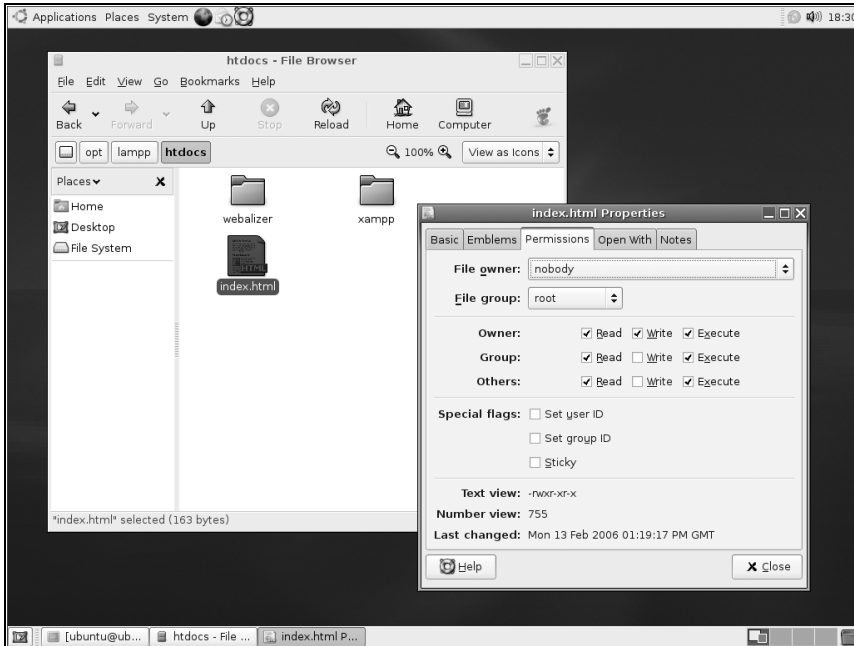 Applications Places System
18:30
htdocs - File Browser
File Edit View Go Bookmarks Help
Back Forward Up Stop Reload Home Computer
opt lampp htdocs 100% View as Icons
Places
Home
Desktop
File System
webalizer xampp
index.html
"index.html" selected (163 bytes)
index.html Properties
Basic Emblems Permissions Open With Notes
File owner: nobody
File group: root
Owner: Read Write Execute
Group: Read Write Execute
Others: Read Write Execute
Special flags: Set user ID
Set group ID
Sticky
Text view: -rwxr-xr-x
Number view: 755
Last changed: Mon 13 Feb 2006 01:19:17 PM GMT
Help Close
[ubuntu@ub... htdocs - File ... index.html P...